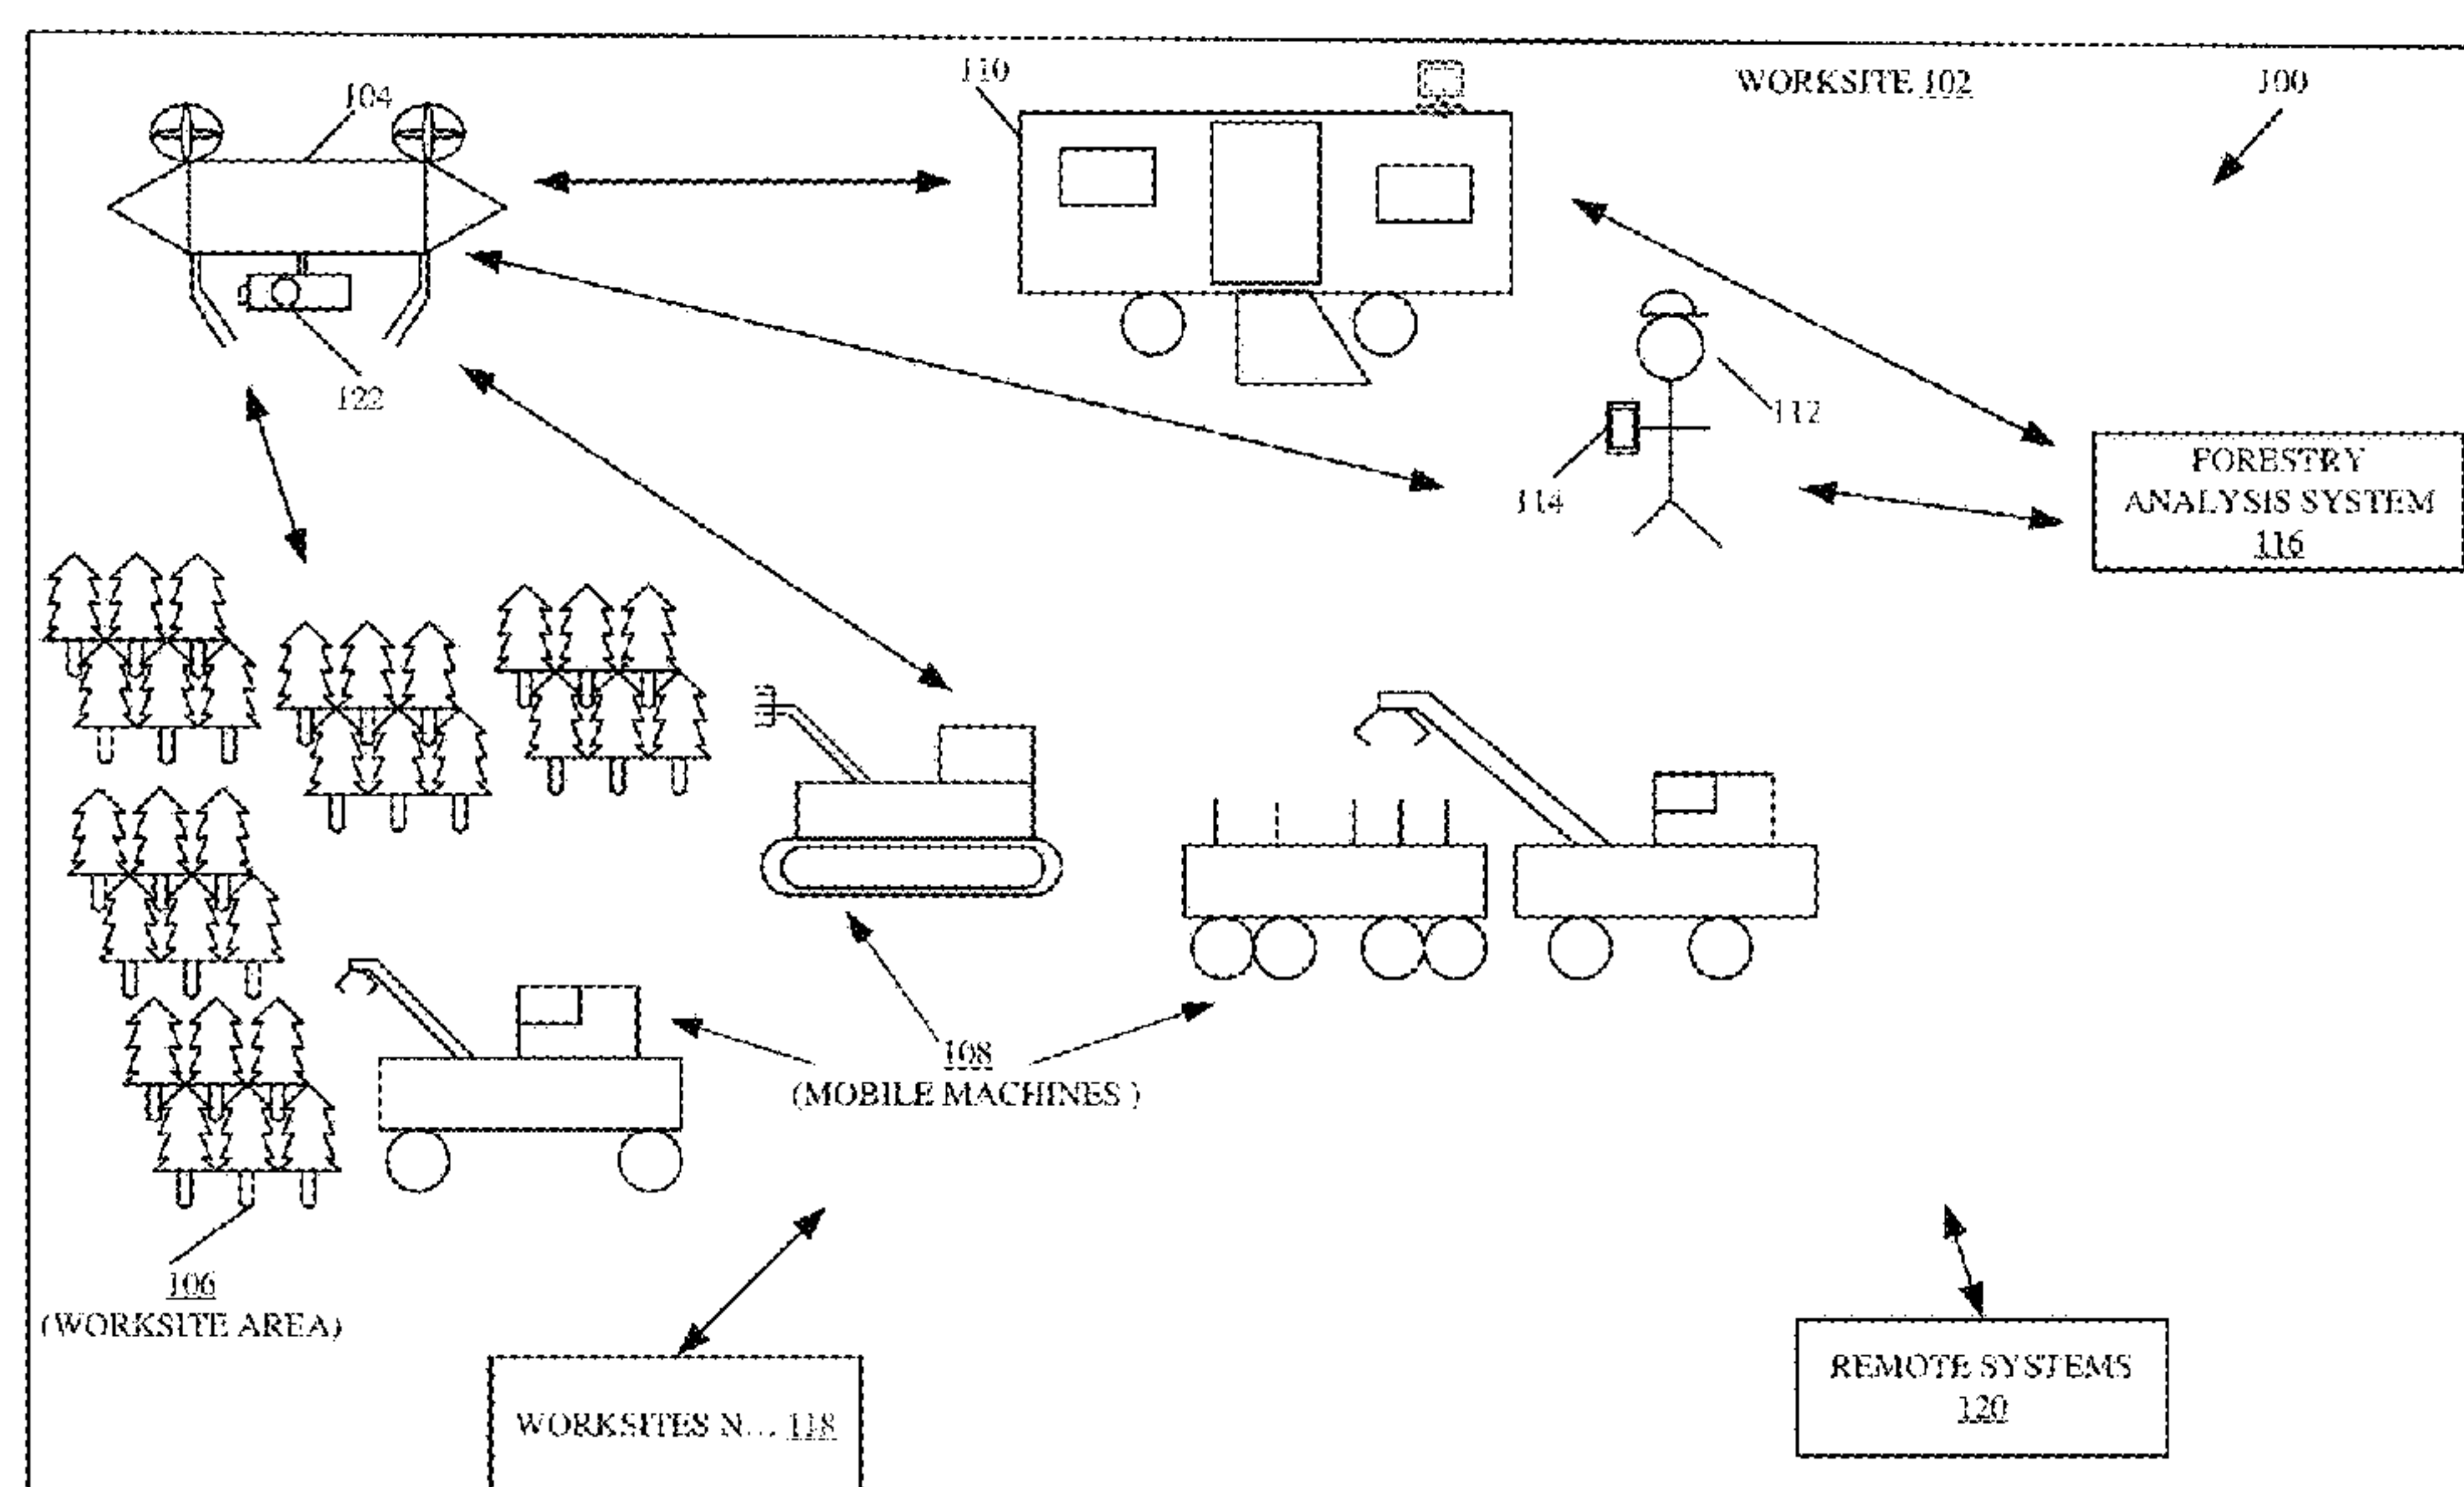 110
WORKSITE 102
100
104
122
112
114
FORESTRY
ANALYSIS SYSTEM
116
108
(MOBILE MACHINES )
106
(WORKSITE AREA)
REMOTE SYSTEMS
120
WORKSITES N... 118